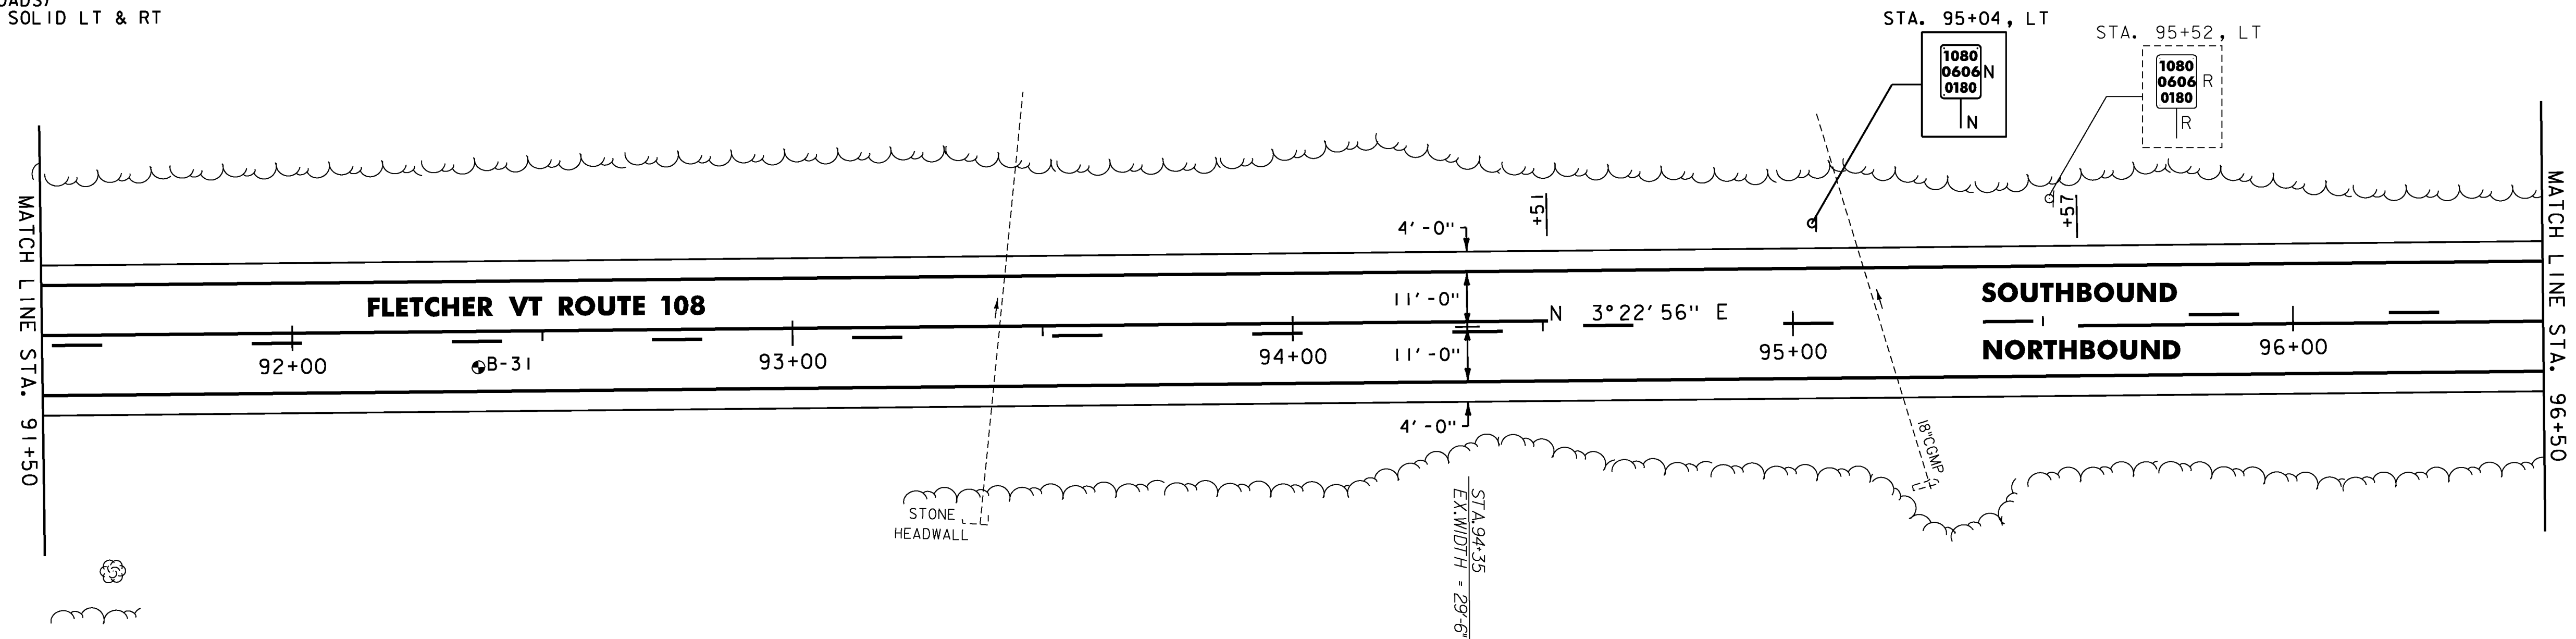 SOLID LT & RT
STA. 95+04, LT
1080
0606 N
0180
N
STA. 95+52, LT
1080
0606 R
0180
R
MATCH LINE STA. 91+50
+51
+57
4'-0"
11'-0"
FLETCHER VT ROUTE 108
N 3°22'56" E
SOUTHBOUND
92+00
B-31
93+00
94+00
11'-0"
95+00
NORTHBOUND
96+00
4'-0"
18"CGMP
STONE
HEADWALL
STA.94+35
EX.WIDTH = 29'-6"
MATCH LINE STA. 96+50